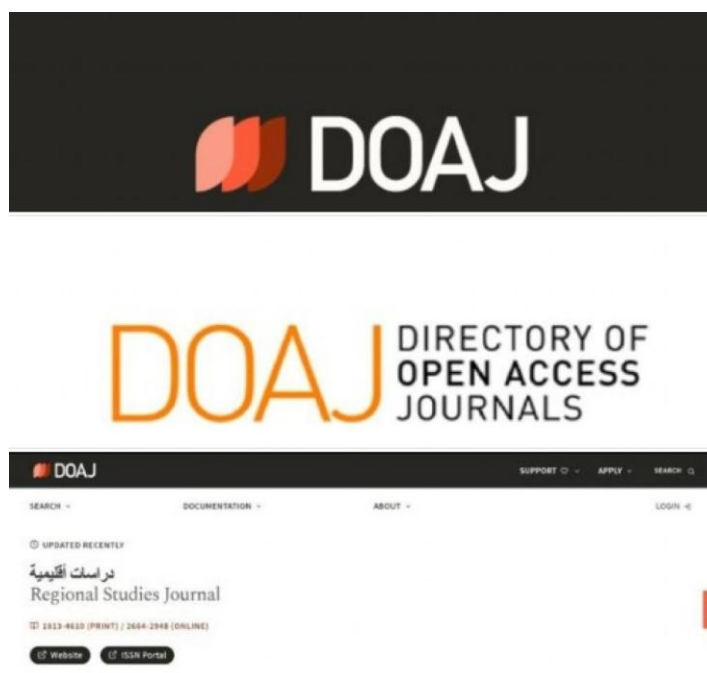 DOAJ
DOAJ
DIRECTORY OF
OPEN ACCESS
JOURNALS
DOAJ
SUPPORT
APPLY
SEARCH
SEARCH
DOCUMENTATION
ABOUT
LOGIN
UPDATED RECENTLY
دراسات أقليمية
Regional Studies Journal
1813-4610 (PRINT) / 2664-2948 (ONLINE)
Website
ISSN Portal